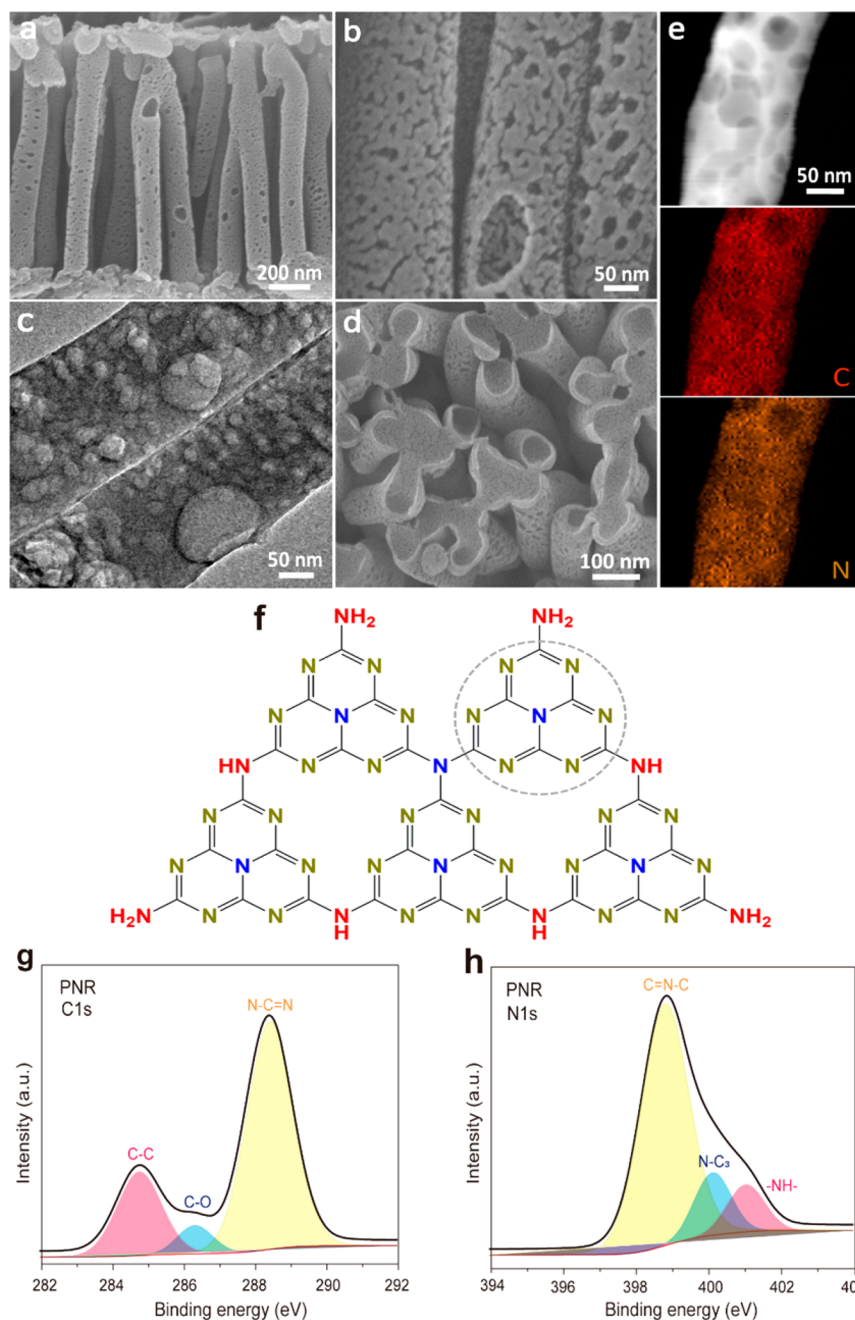 a
200 nm
b
50 nm
e
50 nm
C
N
c
50 nm
d
100 nm
f
NH₂ NH₂
N N N N
N N N N N N
N N N N N N
HN N NH
N N N N N N
N N N N N N N N N
N N N N N N
H₂N N H N H NH₂
g
PNR
C1s
N-C=N
C-C
C-O
Intensity (a.u.)
282 284 286 288 290 292
Binding energy (eV)
h
PNR
N1s
C=N-C
N-C₃
-NH-
Intensity (a.u.)
394 396 398 400 402 40
Binding energy (eV)